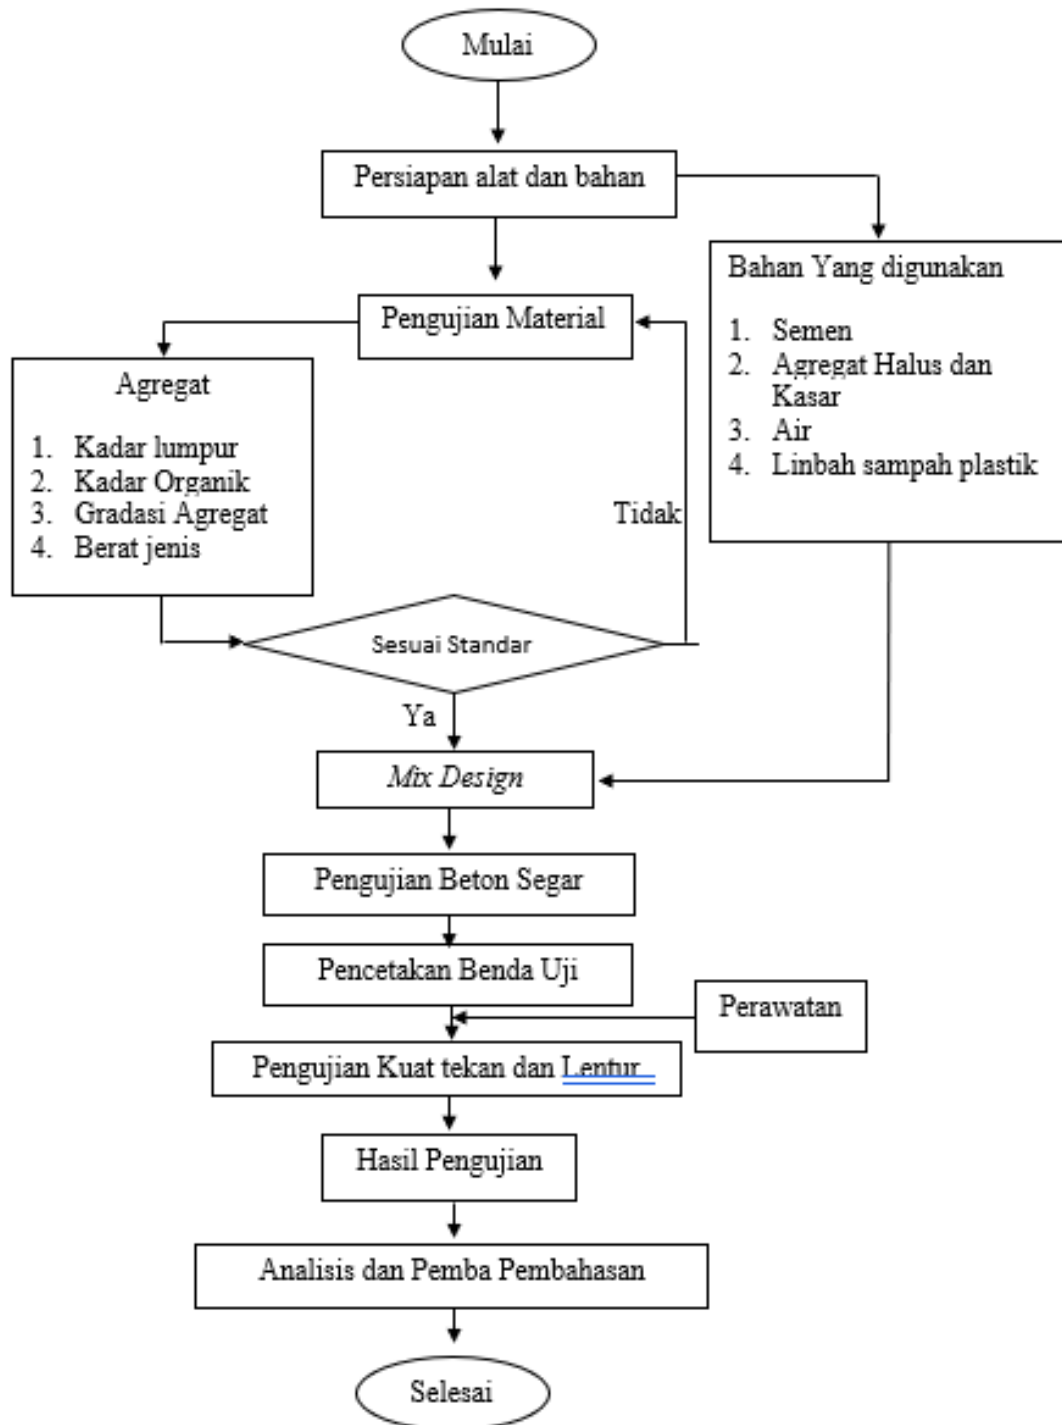 Mulai
Persiapan alat dan bahan
Bahan Yang digunakan
1. Semen
2. Agregat Halus dan
Kasar
3. Air
4. Linbah sampah plastik
Pengujian Material
Agregat
1. Kadar lumpur
2. Kadar Organik
3. Gradasi Agregat
4. Berat jenis
Tidak
Sesuai Standar
Ya
Mix Design
Pengujian Beton Segar
Pencetakan Benda Uji
Perawatan
Pengujian Kuat tekan dan Lentur
Hasil Pengujian
Analisis dan Pemba Pembahasan
Selesai